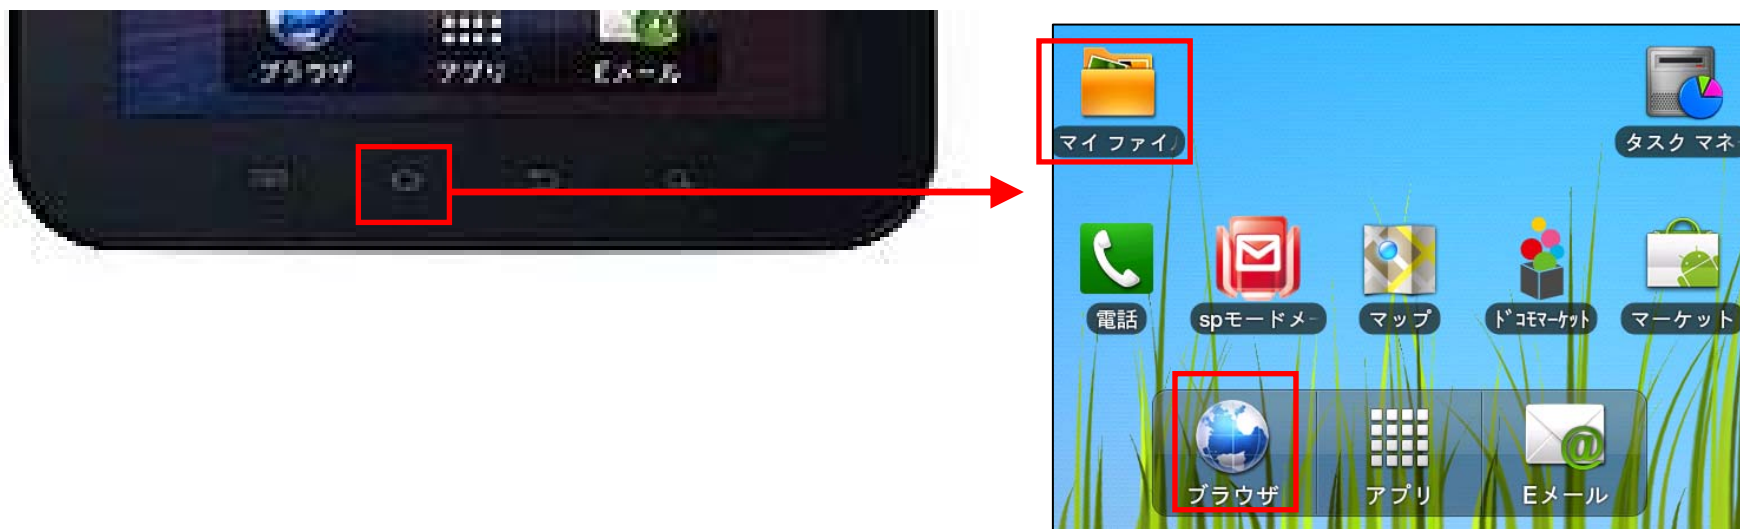 ブラウザ
アプリ
Eメール
マイ ファイ
タスク マネ
電話
spモードメー
マップ
ドコモマーケット
マーケット
ブラウザ
アプリ
Eメール